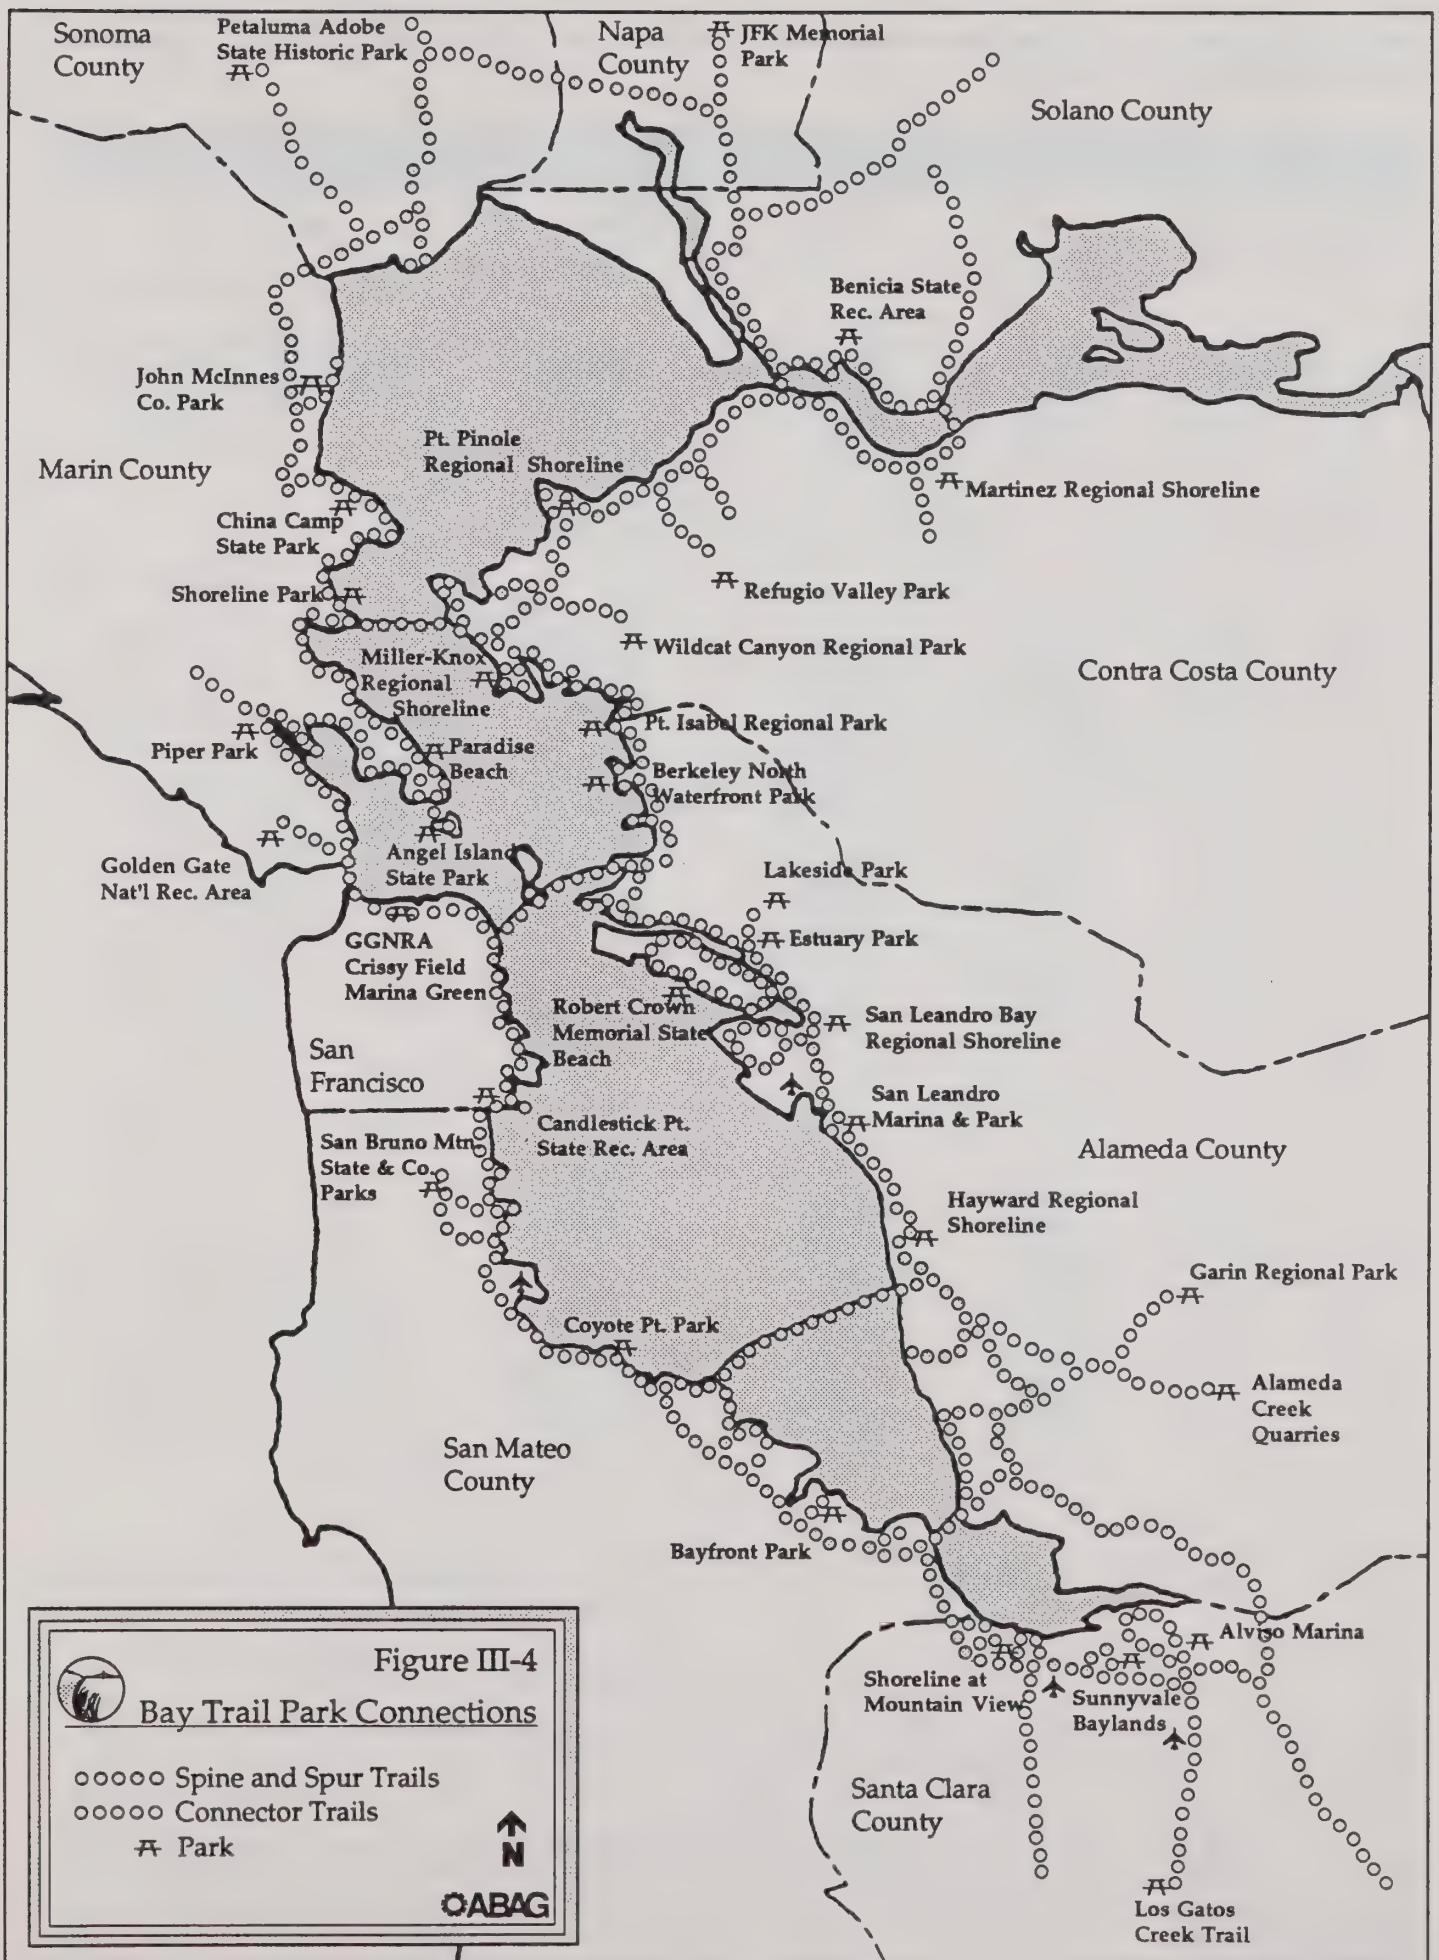 Sonoma
County
Petaluma Adobe
State Historic Park
Napa
County
JFK Memorial
Park
Solano County
Benicia State
Rec. Area
John McInnes
Co. Park
Marin County
Pt. Pinole
Regional Shoreline
Martinez Regional Shoreline
China Camp
State Park
Shoreline Park
Refugio Valley Park
Wildcat Canyon Regional Park
Contra Costa County
Miller-Knox
Regional
Shoreline
Pt. Isabel Regional Park
Piper Park
Paradise
Beach
Berkeley North
Waterfront Park
Golden Gate
Nat'l Rec. Area
Angel Island
State Park
Lakeside Park
Estuary Park
GGNRA
Crissy Field
Marina Green
Robert Crown
Memorial State
Beach
San Leandro Bay
Regional Shoreline
San
Francisco
San Leandro
Marina & Park
Candlestick Pt.
State Rec. Area
San Bruno Mtn.
State & Co.
Parks
Alameda County
Hayward Regional
Shoreline
Garin Regional Park
Coyote Pt. Park
Alameda
Creek
Quarries
San Mateo
County
Bayfront Park
Alviso Marina
Shoreline at
Mountain View
Sunnyvale
Baylands
Santa Clara
County
Los Gatos
Creek Trail
Figure III-4
Bay Trail Park Connections
Spine and Spur Trails
Connector Trails
Park
N
ABAG